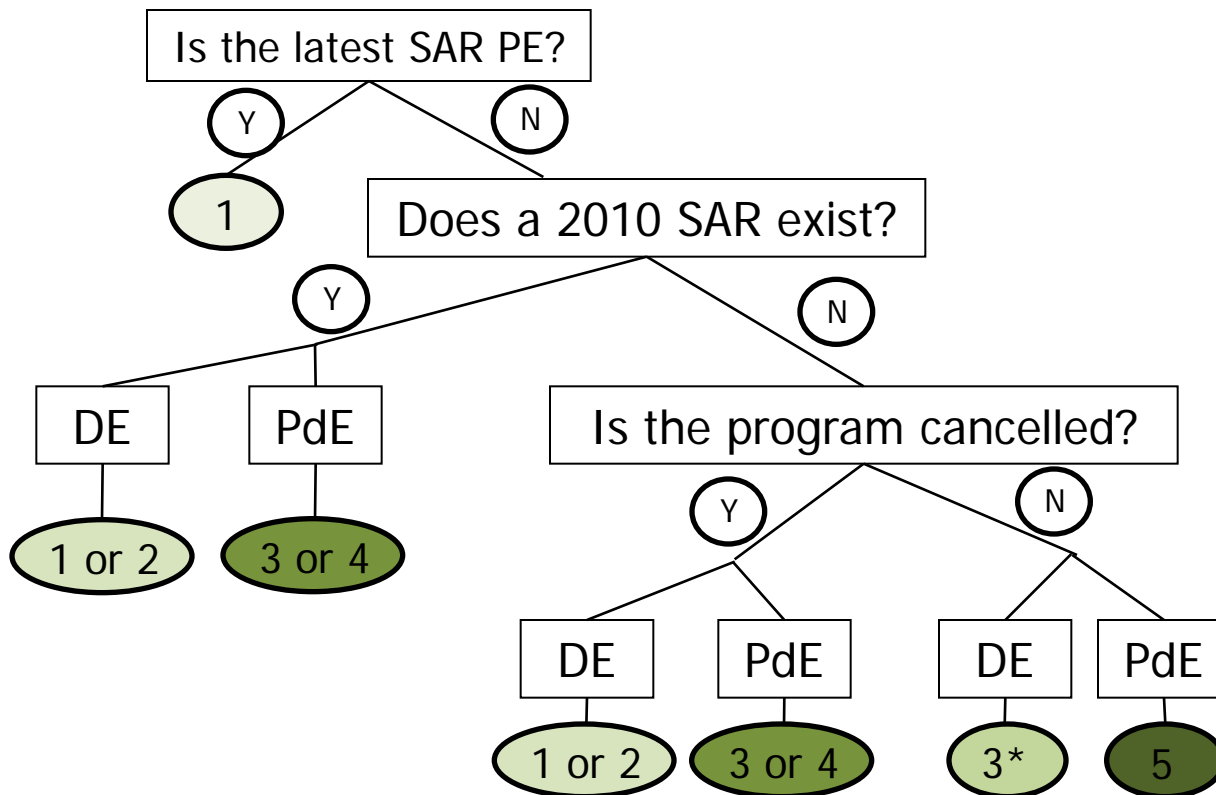 Is the latest SAR PE?
Y
N
1
Does a 2010 SAR exist?
Y
N
DE
PdE
Is the program cancelled?
1 or 2
3 or 4
Y
N
DE
PdE
DE
PdE
1 or 2
3 or 4
3*
5